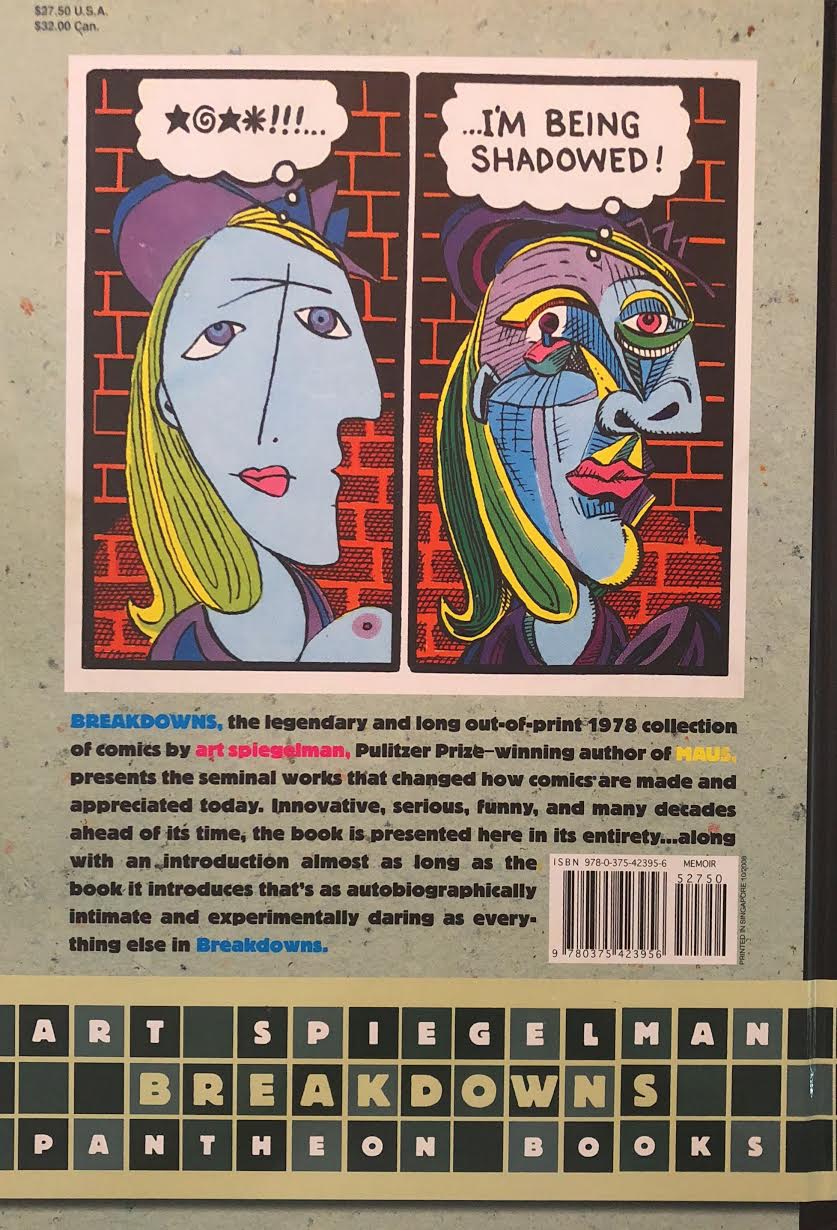 $27.50 U.S.A.
$32.00 Can.
★@★*!!!...
...I'M BEING
SHADOWED!
BREAKDOWNS, the legendary and long out-of-print 1978 collection
of comics by art spiegelman, Pulitzer Prize–winning author of MAUS,
presents the seminal works that changed how comics are made and
appreciated today. Innovative, serious, funny, and many decades
ahead of its time, the book is presented here in its entirety...along
with an introduction almost as long as the
book it introduces that's as autobiographically
intimate and experimentally daring as every-
thing else in Breakdowns.
ISBN 978-0-375-42395-6 MEMOIR
52750
9 780375 423956
PRINTED IN SINGAPORE 10/2008
ART SPIEGELMAN
BREAKDOWNS
PANTHEON BOOKS